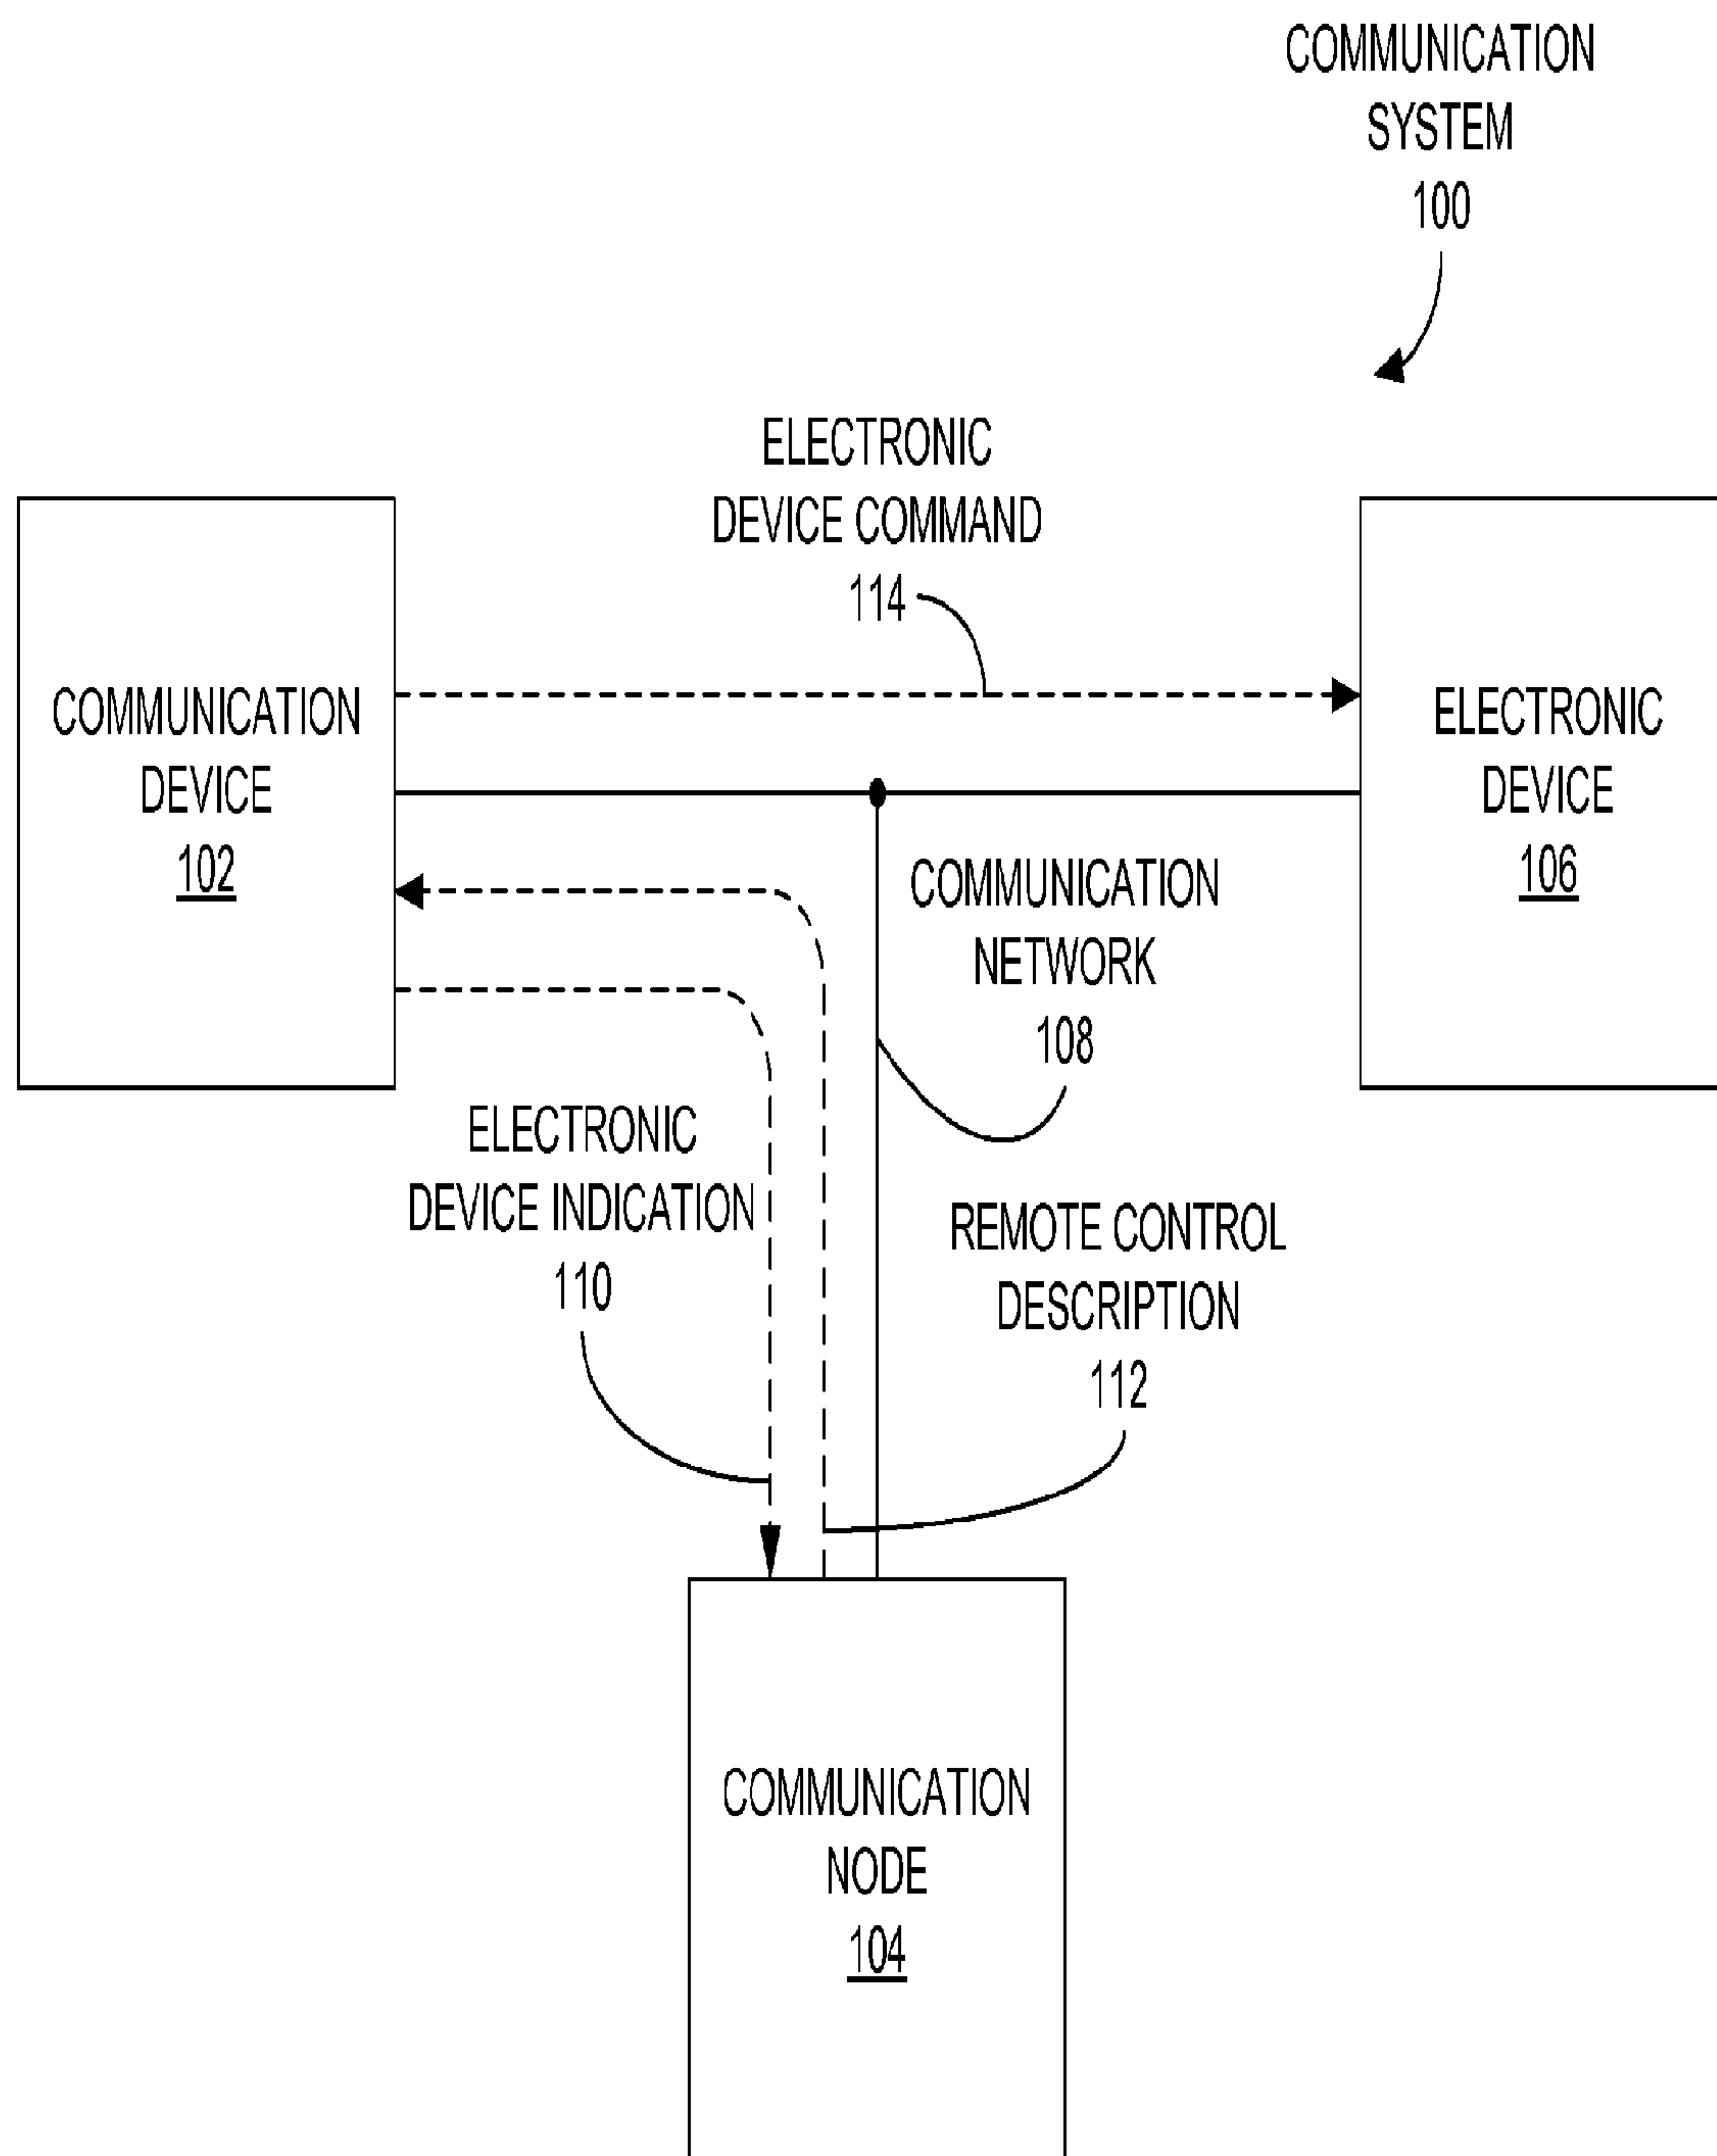 COMMUNICATION
SYSTEM
100
ELECTRONIC
DEVICE COMMAND
114
COMMUNICATION
DEVICE
102
ELECTRONIC
DEVICE
106
COMMUNICATION
NETWORK
108
ELECTRONIC
DEVICE INDICATION
110
REMOTE CONTROL
DESCRIPTION
112
COMMUNICATION
NODE
104